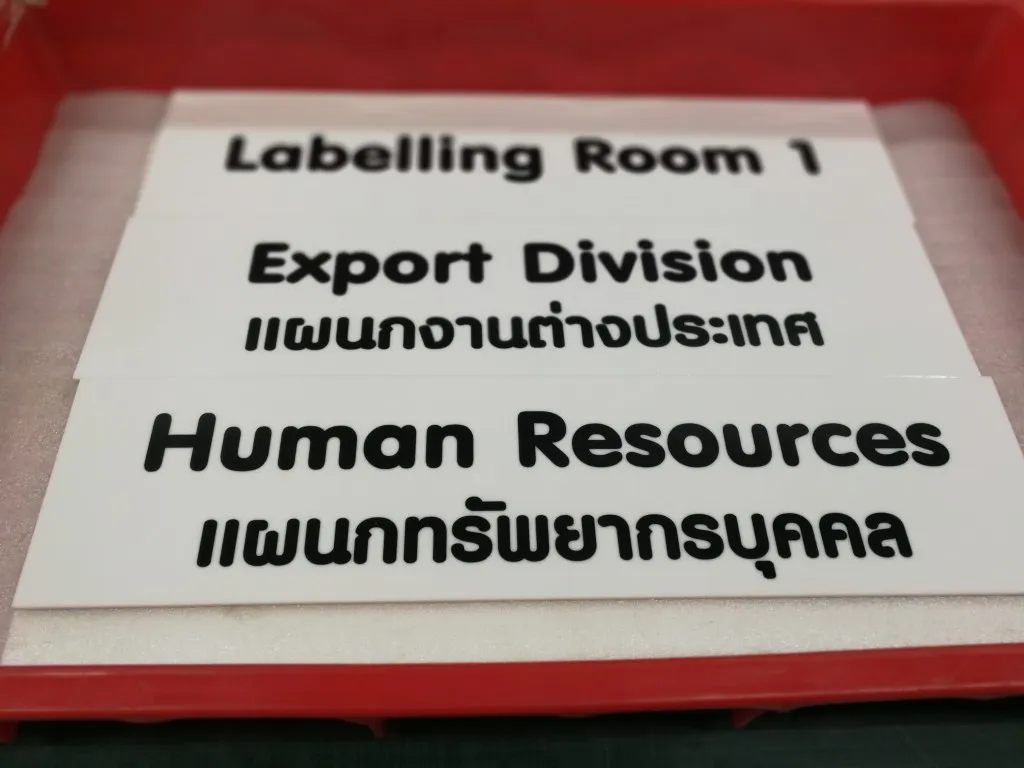 Labelling Room 1
Export Division
แผนกงานต่างประเทศ
Human Resources
แผนกทรัพยากรบุคคล